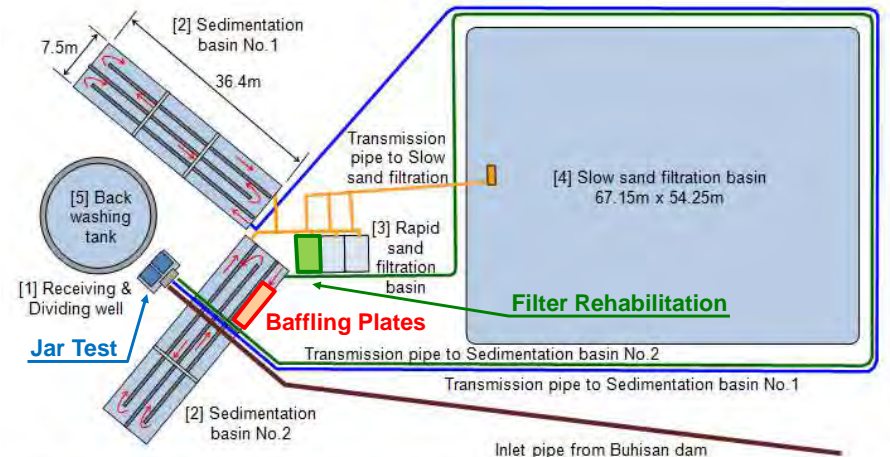 [2] Sedimentation
basin No.1
7.5m
36.4m
Transmission
pipe to Slow
sand filtration
[4] Slow sand filtration basin
67.15m x 54.25m
[5] Back
washing
tank
[3] Rapid
sand
filtration
basin
[1] Receiving &
Dividing well
Filter Rehabilitation
Baffling Plates
Jar Test
Transmission pipe to Sedimentation basin No.2
Transmission pipe to Sedimentation basin No.1
[2] Sedimentation
basin No.2
Inlet pipe from Buhisan dam